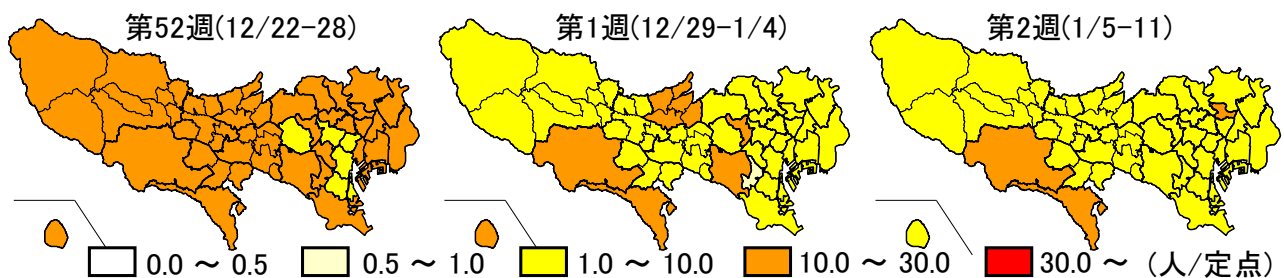 第52週(12/22-28)
第1週(12/29-1/4)
第2週(1/5-11)
0.0 ～ 0.5 0.5 ～ 1.0 1.0 ～ 10.0 10.0 ～ 30.0 30.0 ～ (人/定点)